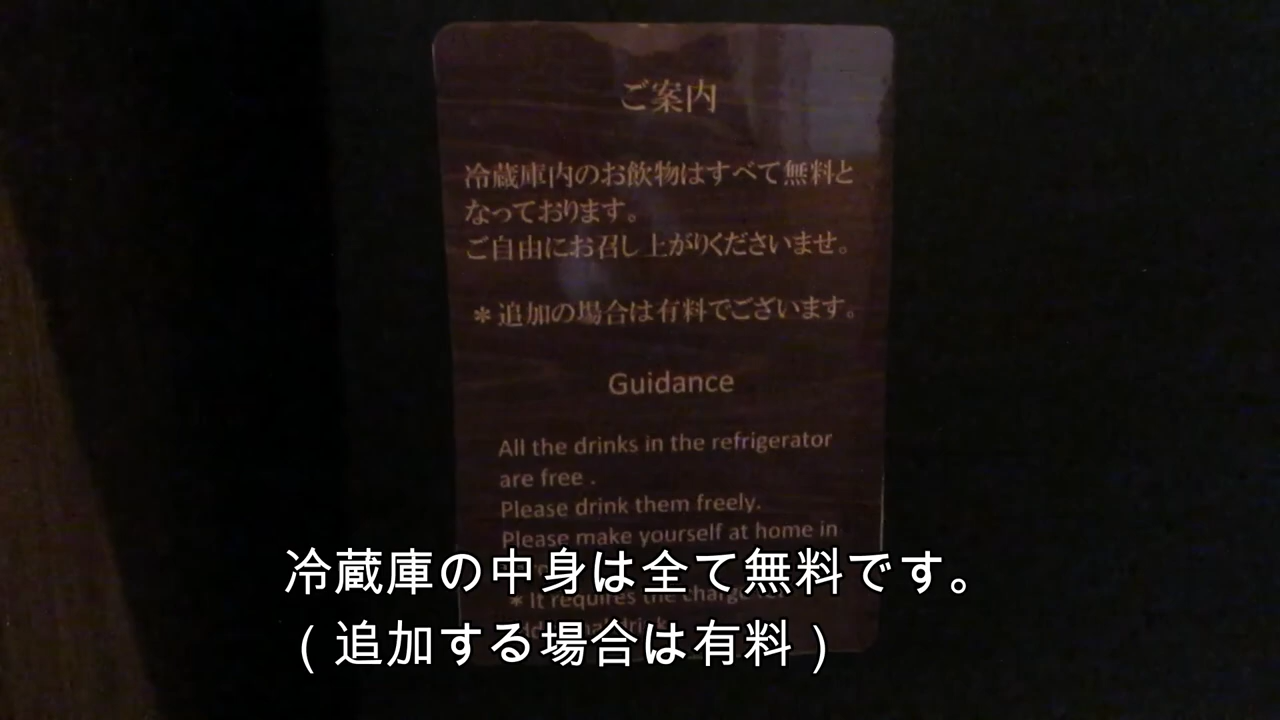 ご案内
冷蔵庫内のお飲物はすべて無料と
なっております。
ご自由にお召し上がりくださいませ。
＊追加の場合は有料でございます。
Guidance
All the drinks in the refrigerator
are free .
Please drink them freely.
Please make yourself at home in
＊It requires the charge
drink
冷蔵庫の中身は全て無料です。
（追加する場合は有料）